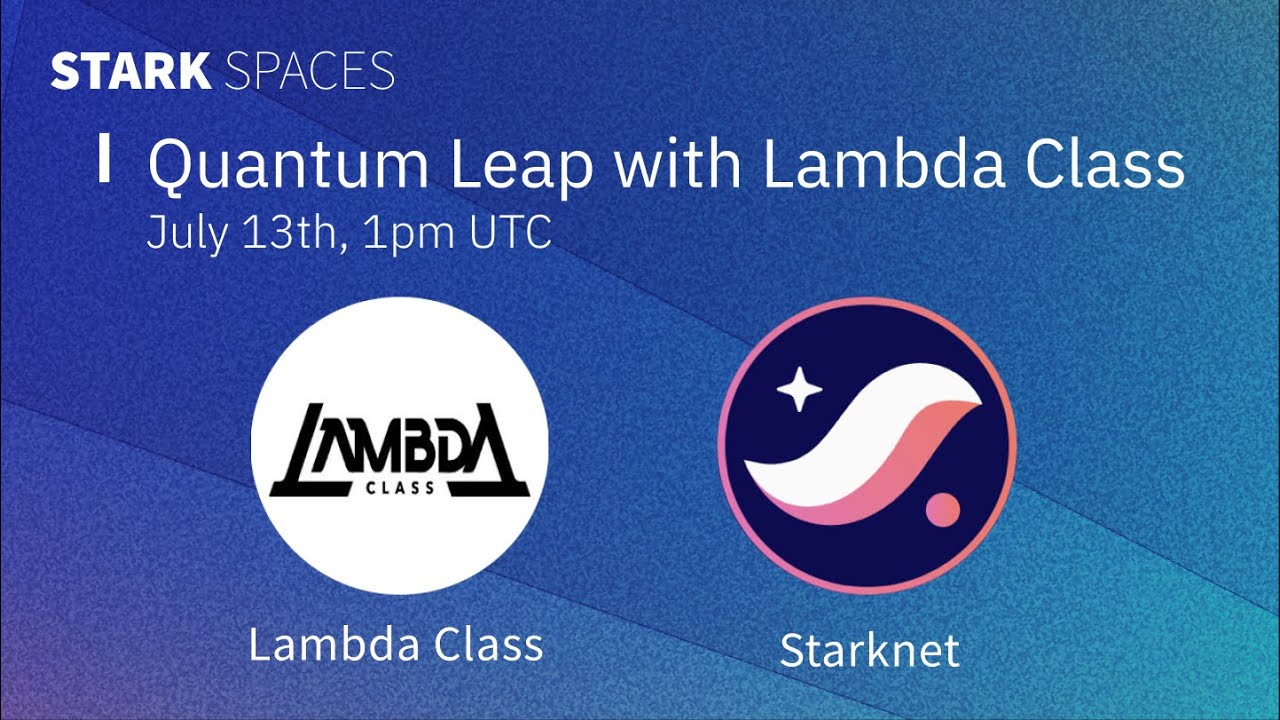 STARK SPACES
Quantum Leap with Lambda Class
July 13th, 1pm UTC
LAMBDA
CLASS
Lambda Class
Starknet